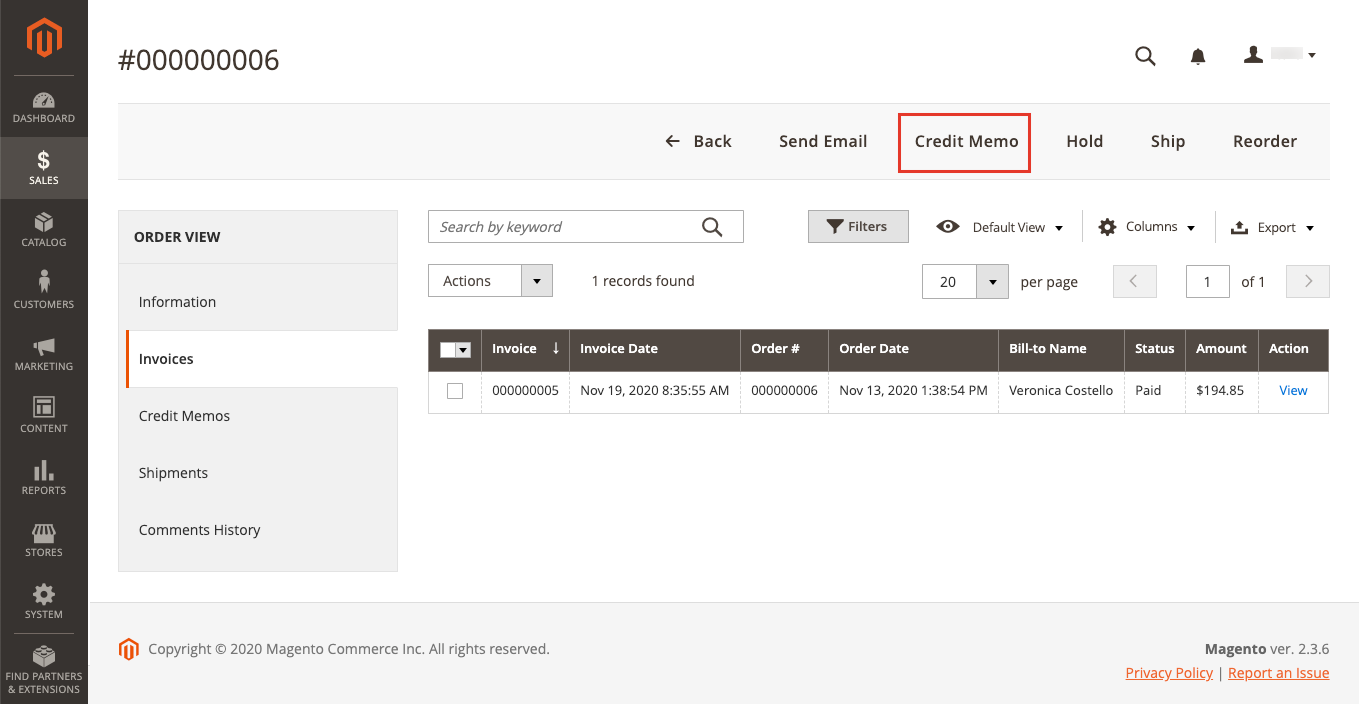 #000000006
DASHBOARD
SALES
CATALOG
CUSTOMERS
MARKETING
CONTENT
REPORTS
STORES
SYSTEM
FIND PARTNERS
& EXTENSIONS
Back Send Email Credit Memo Hold Ship Reorder
ORDER VIEW
Information
Invoices
Credit Memos
Shipments
Comments History
Search by keyword Filters Default View Columns Export
Actions 1 records found 20 per page 1 of 1
Invoice ↓ Invoice Date Order # Order Date Bill-to Name Status Amount Action
000000005 Nov 19, 2020 8:35:55 AM 000000006 Nov 13, 2020 1:38:54 PM Veronica Costello Paid $194.85 View
Copyright © 2020 Magento Commerce Inc. All rights reserved.
Magento ver. 2.3.6
Privacy Policy | Report an Issue